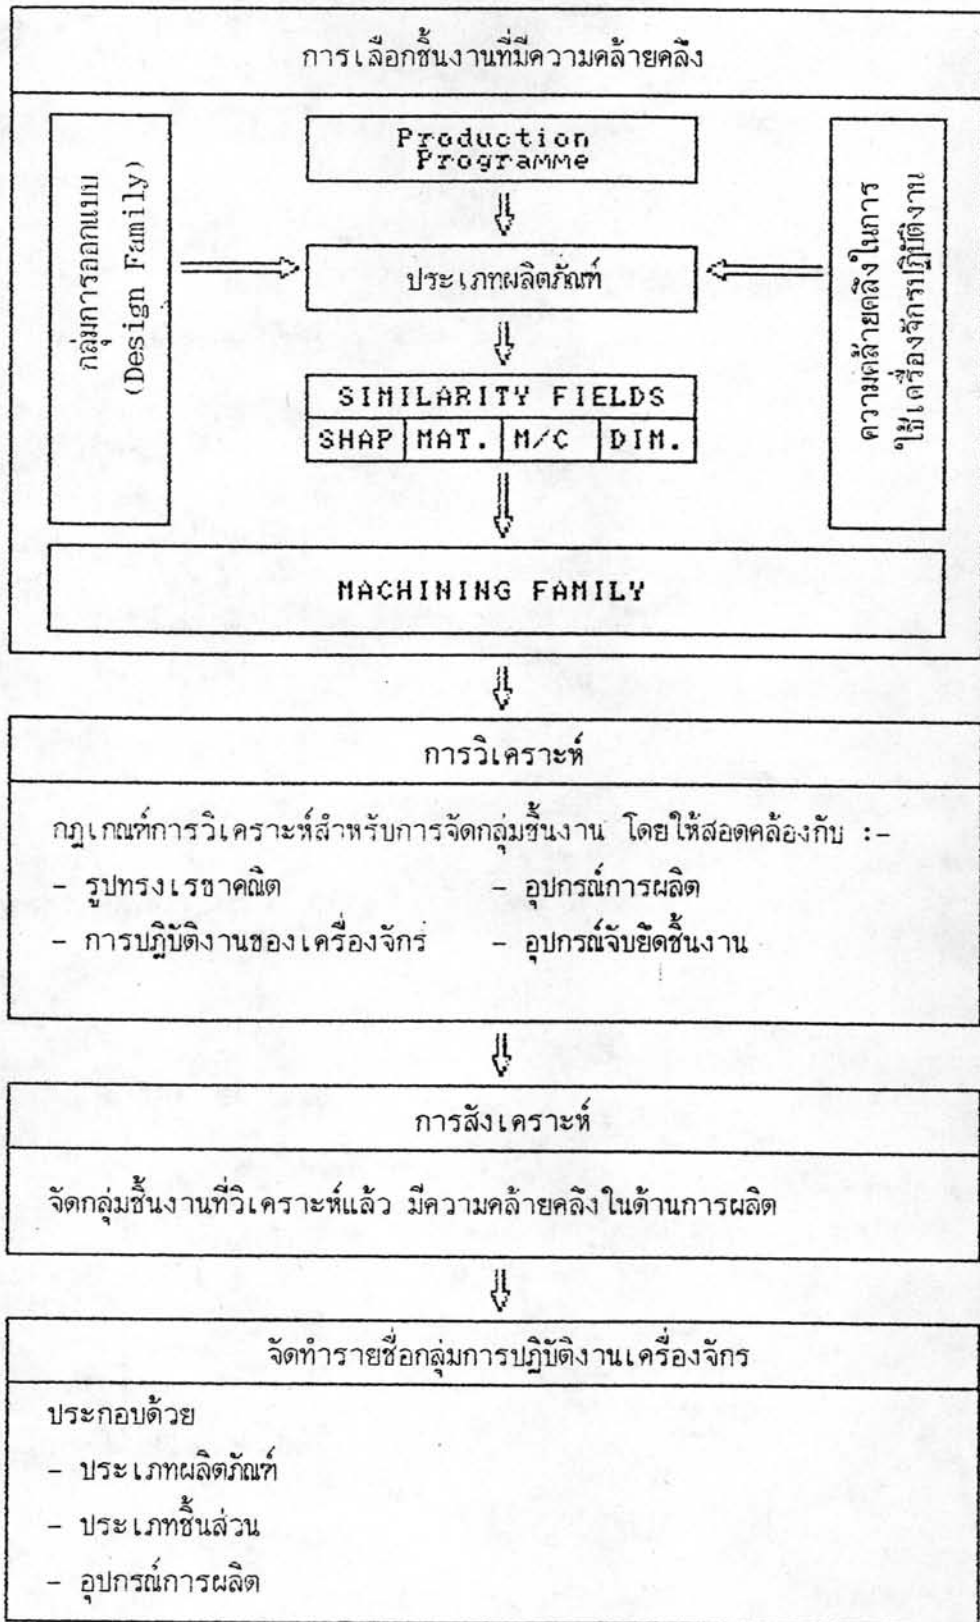 การเลือกชิ้นงานที่มีความคล้ายคลึง
กลุ่มการออกแบบ
(Design Family)
Production
Programme
ประเภทผลิตภัณฑ์
SIMILARITY FIELDS
SHAP MAT. M/C DIM.
ความคล้ายคลึงในการ
ใช้เครื่องจักรปฏิบัติงาน
MACHINING FAMILY
การวิเคราะห์
กฎเกณฑ์การวิเคราะห์สำหรับการจัดกลุ่มชิ้นงาน โดยให้สอดคล้องกับ :-
- รูปทรงเรขาคณิต - อุปกรณ์การผลิต
- การปฏิบัติงานของเครื่องจักร - อุปกรณ์จับยึดชิ้นงาน
การสังเคราะห์
จัดกลุ่มชิ้นงานที่วิเคราะห์แล้ว มีความคล้ายคลึงในด้านการผลิต
จัดทำรายชื่อกลุ่มการปฏิบัติงานเครื่องจักร
ประกอบด้วย
- ประเภทผลิตภัณฑ์
- ประเภทชิ้นส่วน
- อุปกรณ์การผลิต